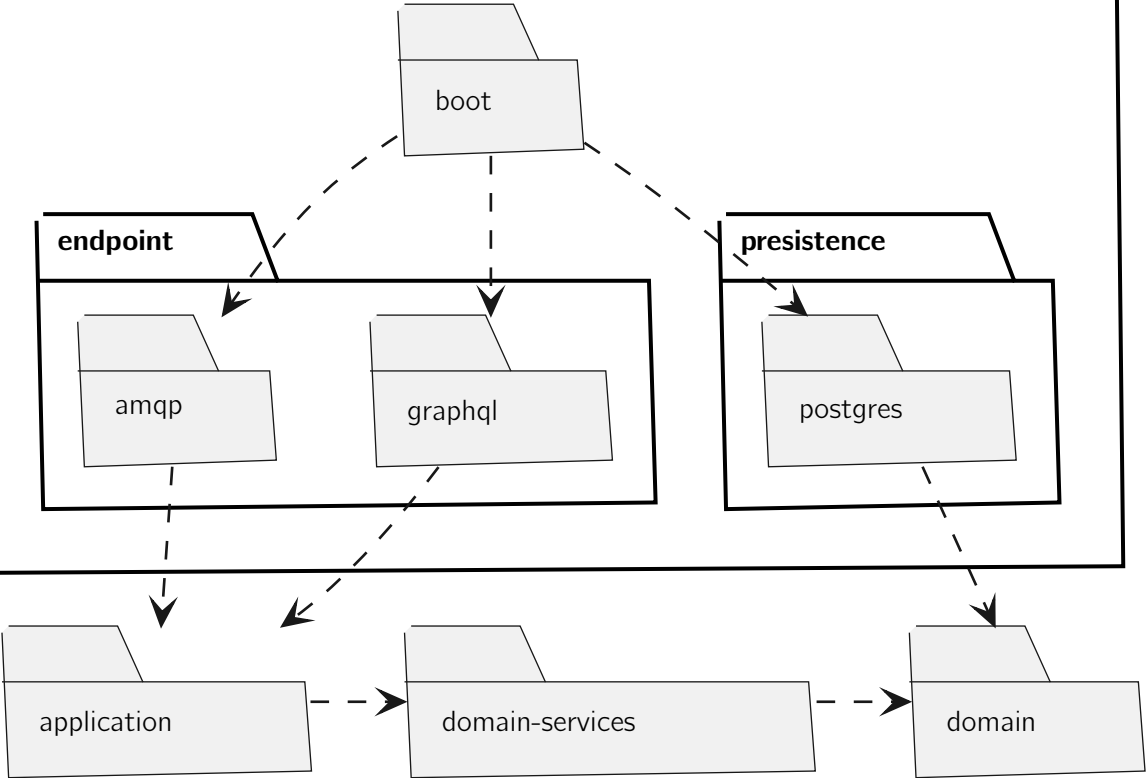 boot
endpoint
presistence
amqp
graphql
postgres
application
domain-services
domain